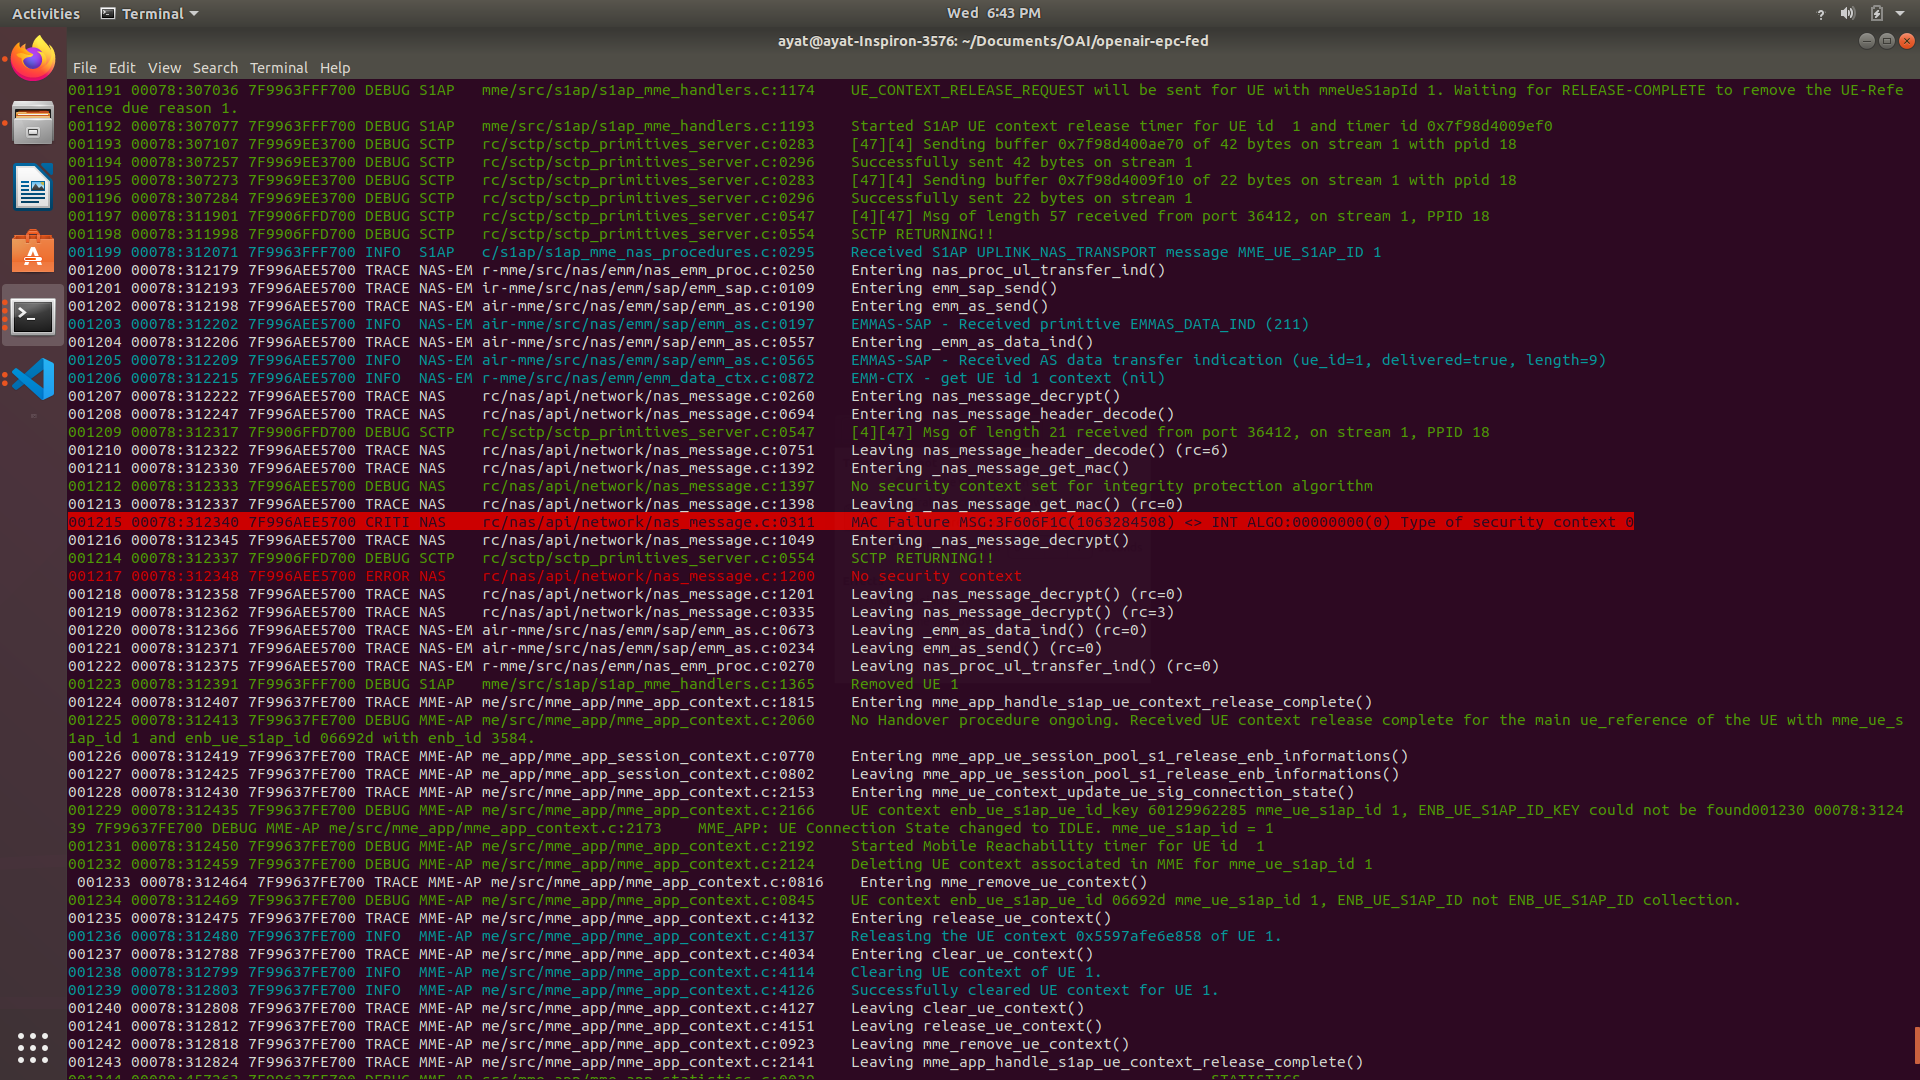 Activities Terminal Wed 6:43 PM ?
ayat@ayat-Inspiron-3576: ~/Documents/OAI/openair-epc-fed
File Edit View Search Terminal Help
001191 00078:307036 7F9963FFF700 DEBUG S1AP   mme/src/s1ap/s1ap_mme_handlers.c:1174    UE_CONTEXT_RELEASE_REQUEST will be sent for UE with mmeUeS1apId 1. Waiting for RELEASE-COMPLETE to remove the UE-Refe
rence due reason 1.
001192 00078:307077 7F9963FFF700 DEBUG S1AP   mme/src/s1ap/s1ap_mme_handlers.c:1193    Started S1AP UE context release timer for UE id  1 and timer id 0x7f98d4009ef0
001193 00078:307107 7F9969EE3700 DEBUG SCTP   rc/sctp/sctp_primitives_server.c:0283    [47][4] Sending buffer 0x7f98d400ae70 of 42 bytes on stream 1 with ppid 18
001194 00078:307257 7F9969EE3700 DEBUG SCTP   rc/sctp/sctp_primitives_server.c:0296    Successfully sent 42 bytes on stream 1
001195 00078:307273 7F9969EE3700 DEBUG SCTP   rc/sctp/sctp_primitives_server.c:0283    [47][4] Sending buffer 0x7f98d4009f10 of 22 bytes on stream 1 with ppid 18
001196 00078:307284 7F9969EE3700 DEBUG SCTP   rc/sctp/sctp_primitives_server.c:0296    Successfully sent 22 bytes on stream 1
001197 00078:311901 7F9906FFD700 DEBUG SCTP   rc/sctp/sctp_primitives_server.c:0547    [4][47] Msg of length 57 received from port 36412, on stream 1, PPID 18
001198 00078:311998 7F9906FFD700 DEBUG SCTP   rc/sctp/sctp_primitives_server.c:0554    SCTP RETURNING!!
001199 00078:312071 7F9963FFF700 INFO  S1AP   c/s1ap/s1ap_mme_nas_procedures.c:0295    Received S1AP UPLINK_NAS_TRANSPORT message MME_UE_S1AP_ID 1
001200 00078:312179 7F996AEE5700 TRACE NAS-EM r-mme/src/nas/emm/nas_emm_proc.c:0250    Entering nas_proc_ul_transfer_ind()
001201 00078:312193 7F996AEE5700 TRACE NAS-EM ir-mme/src/nas/emm/sap/emm_sap.c:0109    Entering emm_sap_send()
001202 00078:312198 7F996AEE5700 TRACE NAS-EM air-mme/src/nas/emm/sap/emm_as.c:0190    Entering emm_as_send()
001203 00078:312202 7F996AEE5700 INFO  NAS-EM air-mme/src/nas/emm/sap/emm_as.c:0197    EMMAS-SAP - Received primitive EMMAS_DATA_IND (211)
001204 00078:312206 7F996AEE5700 TRACE NAS-EM air-mme/src/nas/emm/sap/emm_as.c:0557    Entering _emm_as_data_ind()
001205 00078:312209 7F996AEE5700 INFO  NAS-EM air-mme/src/nas/emm/sap/emm_as.c:0565    EMMAS-SAP - Received AS data transfer indication (ue_id=1, delivered=true, length=9)
001206 00078:312215 7F996AEE5700 INFO  NAS-EM r-mme/src/nas/emm/emm_data_ctx.c:0872    EMM-CTX - get UE id 1 context (nil)
001207 00078:312222 7F996AEE5700 TRACE NAS    rc/nas/api/network/nas_message.c:0260    Entering nas_message_decrypt()
001208 00078:312247 7F996AEE5700 TRACE NAS    rc/nas/api/network/nas_message.c:0694    Entering nas_message_header_decode()
001209 00078:312317 7F9906FFD700 DEBUG SCTP   rc/sctp/sctp_primitives_server.c:0547    [4][47] Msg of length 21 received from port 36412, on stream 1, PPID 18
001210 00078:312322 7F996AEE5700 TRACE NAS    rc/nas/api/network/nas_message.c:0751    Leaving nas_message_header_decode() (rc=6)
001211 00078:312330 7F996AEE5700 TRACE NAS    rc/nas/api/network/nas_message.c:1392    Entering _nas_message_get_mac()
001212 00078:312333 7F996AEE5700 DEBUG NAS    rc/nas/api/network/nas_message.c:1397    No security context set for integrity protection algorithm
001213 00078:312337 7F996AEE5700 TRACE NAS    rc/nas/api/network/nas_message.c:1398    Leaving _nas_message_get_mac() (rc=0)
001215 00078:312340 7F996AEE5700 CRITI NAS    rc/nas/api/network/nas_message.c:0311    MAC Failure MSG:3F606F1C(1063284508) <> INT ALGO:00000000(0) Type of security context 0
001216 00078:312345 7F996AEE5700 TRACE NAS    rc/nas/api/network/nas_message.c:1049    Entering _nas_message_decrypt()
001214 00078:312337 7F9906FFD700 DEBUG SCTP   rc/sctp/sctp_primitives_server.c:0554    SCTP RETURNING!!
001217 00078:312348 7F996AEE5700 ERROR NAS    rc/nas/api/network/nas_message.c:1200    No security context
001218 00078:312358 7F996AEE5700 TRACE NAS    rc/nas/api/network/nas_message.c:1201    Leaving _nas_message_decrypt() (rc=0)
001219 00078:312362 7F996AEE5700 TRACE NAS    rc/nas/api/network/nas_message.c:0335    Leaving nas_message_decrypt() (rc=3)
001220 00078:312366 7F996AEE5700 TRACE NAS-EM air-mme/src/nas/emm/sap/emm_as.c:0673    Leaving _emm_as_data_ind() (rc=0)
001221 00078:312371 7F996AEE5700 TRACE NAS-EM air-mme/src/nas/emm/sap/emm_as.c:0234    Leaving emm_as_send() (rc=0)
001222 00078:312375 7F996AEE5700 TRACE NAS-EM r-mme/src/nas/emm/nas_emm_proc.c:0270    Leaving nas_proc_ul_transfer_ind() (rc=0)
001223 00078:312391 7F9963FFF700 DEBUG S1AP   mme/src/s1ap/s1ap_mme_handlers.c:1365    Removed UE 1
001224 00078:312407 7F99637FE700 TRACE MME-AP me/src/mme_app/mme_app_context.c:1815    Entering mme_app_handle_s1ap_ue_context_release_complete()
001225 00078:312413 7F99637FE700 DEBUG MME-AP me/src/mme_app/mme_app_context.c:2060    No Handover procedure ongoing. Received UE context release complete for the main ue_reference of the UE with mme_ue_s
1ap_id 1 and enb_ue_s1ap_id 06692d with enb_id 3584.
001226 00078:312419 7F99637FE700 TRACE MME-AP me_app/mme_app_session_context.c:0770    Entering mme_app_ue_session_pool_s1_release_enb_informations()
001227 00078:312425 7F99637FE700 TRACE MME-AP me_app/mme_app_session_context.c:0802    Leaving mme_app_ue_session_pool_s1_release_enb_informations()
001228 00078:312430 7F99637FE700 TRACE MME-AP me/src/mme_app/mme_app_context.c:2153    Entering mme_ue_context_update_ue_sig_connection_state()
001229 00078:312435 7F99637FE700 DEBUG MME-AP me/src/mme_app/mme_app_context.c:2166    UE context enb_ue_s1ap_ue_id_key 60129962285 mme_ue_s1ap_id 1, ENB_UE_S1AP_ID_KEY could not be found001230 00078:3124
39 7F99637FE700 DEBUG MME-AP me/src/mme_app/mme_app_context.c:2173    MME_APP: UE Connection State changed to IDLE. mme_ue_s1ap_id = 1
001231 00078:312450 7F99637FE700 DEBUG MME-AP me/src/mme_app/mme_app_context.c:2192    Started Mobile Reachability timer for UE id  1
001232 00078:312459 7F99637FE700 DEBUG MME-AP me/src/mme_app/mme_app_context.c:2124    Deleting UE context associated in MME for mme_ue_s1ap_id 1
 001233 00078:312464 7F99637FE700 TRACE MME-AP me/src/mme_app/mme_app_context.c:0816    Entering mme_remove_ue_context()
001234 00078:312469 7F99637FE700 DEBUG MME-AP me/src/mme_app/mme_app_context.c:0845    UE context enb_ue_s1ap_ue_id 06692d mme_ue_s1ap_id 1, ENB_UE_S1AP_ID not ENB_UE_S1AP_ID collection.
001235 00078:312475 7F99637FE700 TRACE MME-AP me/src/mme_app/mme_app_context.c:4132    Entering release_ue_context()
001236 00078:312480 7F99637FE700 INFO  MME-AP me/src/mme_app/mme_app_context.c:4137    Releasing the UE context 0x5597afe6e858 of UE 1.
001237 00078:312788 7F99637FE700 TRACE MME-AP me/src/mme_app/mme_app_context.c:4034    Entering clear_ue_context()
001238 00078:312799 7F99637FE700 INFO  MME-AP me/src/mme_app/mme_app_context.c:4114    Clearing UE context of UE 1.
001239 00078:312803 7F99637FE700 INFO  MME-AP me/src/mme_app/mme_app_context.c:4126    Successfully cleared UE context for UE 1.
001240 00078:312808 7F99637FE700 TRACE MME-AP me/src/mme_app/mme_app_context.c:4127    Leaving clear_ue_context()
001241 00078:312812 7F99637FE700 TRACE MME-AP me/src/mme_app/mme_app_context.c:4151    Leaving release_ue_context()
001242 00078:312818 7F99637FE700 TRACE MME-AP me/src/mme_app/mme_app_context.c:0923    Leaving mme_remove_ue_context()
001243 00078:312824 7F99637FE700 TRACE MME-AP me/src/mme_app/mme_app_context.c:2141    Leaving mme_app_handle_s1ap_ue_context_release_complete()